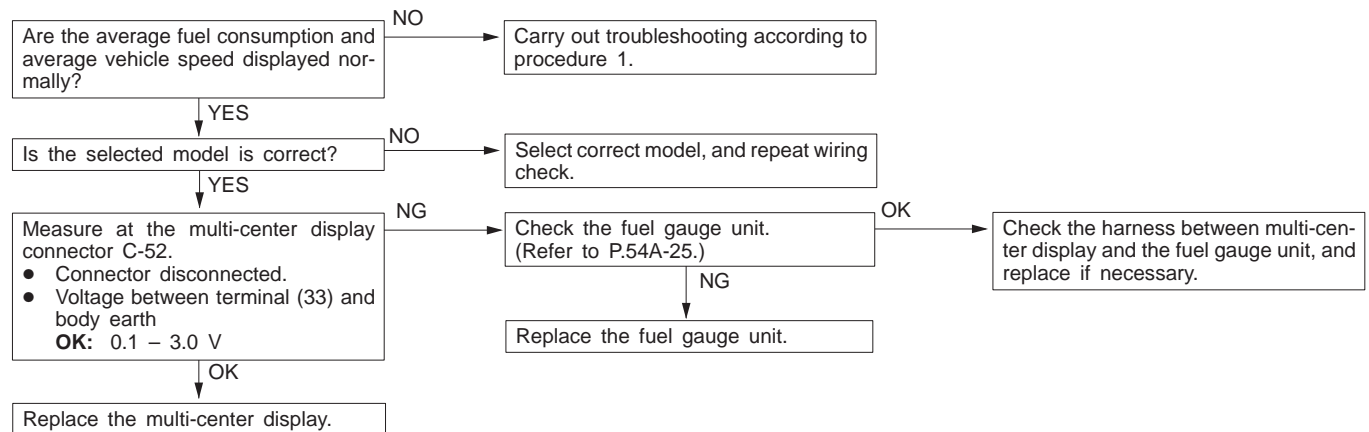 Are the average fuel consumption and
average vehicle speed displayed nor-
mally?
NO
Carry out troubleshooting according to
procedure 1.
YES
Is the selected model is correct?
NO
Select correct model, and repeat wiring
check.
YES
Measure at the multi-center display
connector C-52.
● Connector disconnected.
● Voltage between terminal (33) and
body earth
OK: 0.1 – 3.0 V
NG
Check the fuel gauge unit.
(Refer to P.54A-25.)
OK
Check the harness between multi-cen-
ter display and the fuel gauge unit, and
replace if necessary.
NG
Replace the fuel gauge unit.
OK
Replace the multi-center display.